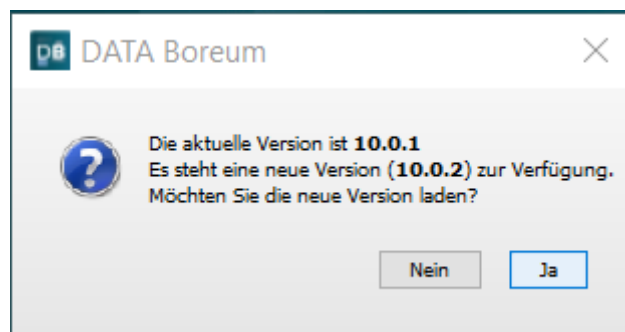 DB DATA Boreum
Die aktuelle Version ist 10.0.1
Es steht eine neue Version (10.0.2) zur Verfügung.
Möchten Sie die neue Version laden?
Nein Ja